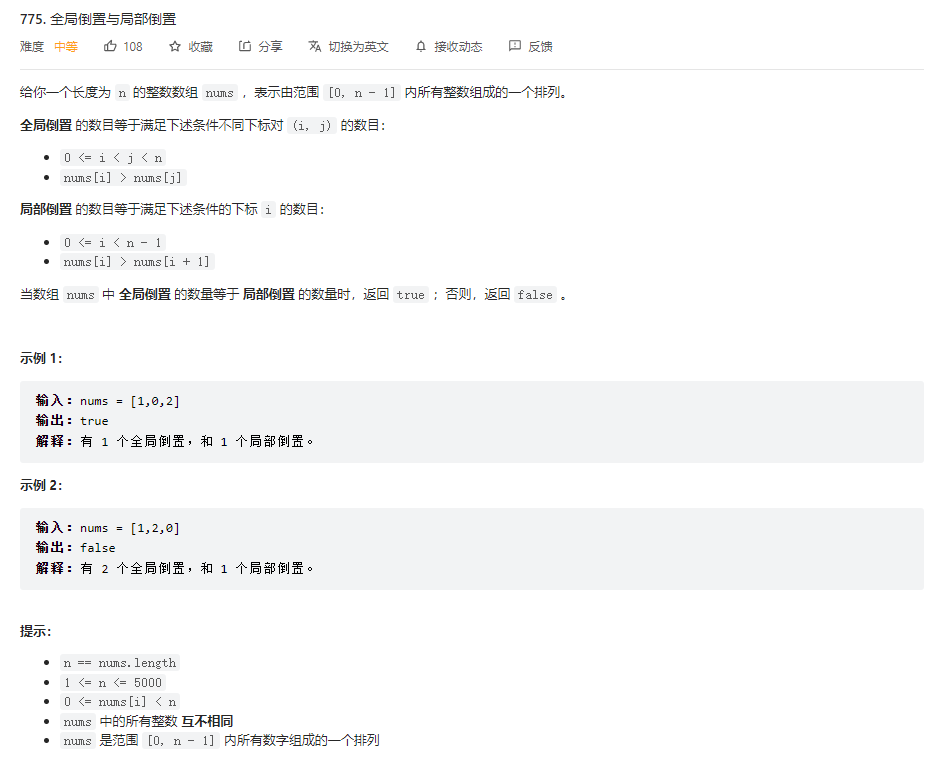 775. 全局倒置与局部倒置
难度 中等 108 收藏 分享 切换为英文 接收动态 反馈
给你一个长度为 n 的整数数组 nums ，表示由范围 [0, n - 1] 内所有整数组成的一个排列。
全局倒置 的数目等于满足下述条件不同下标对 (i, j) 的数目：
0 <= i < j < n
nums[i] > nums[j]
局部倒置 的数目等于满足下述条件的下标 i 的数目：
0 <= i < n - 1
nums[i] > nums[i + 1]
当数组 nums 中 全局倒置 的数量等于 局部倒置 的数量时，返回 true ；否则，返回 false 。
示例 1：
输入：nums = [1,0,2]
输出：true
解释：有 1 个全局倒置，和 1 个局部倒置。
示例 2：
输入：nums = [1,2,0]
输出：false
解释：有 2 个全局倒置，和 1 个局部倒置。
提示：
n == nums.length
1 <= n <= 5000
0 <= nums[i] < n
nums 中的所有整数 互不相同
nums 是范围 [0, n - 1] 内所有数字组成的一个排列